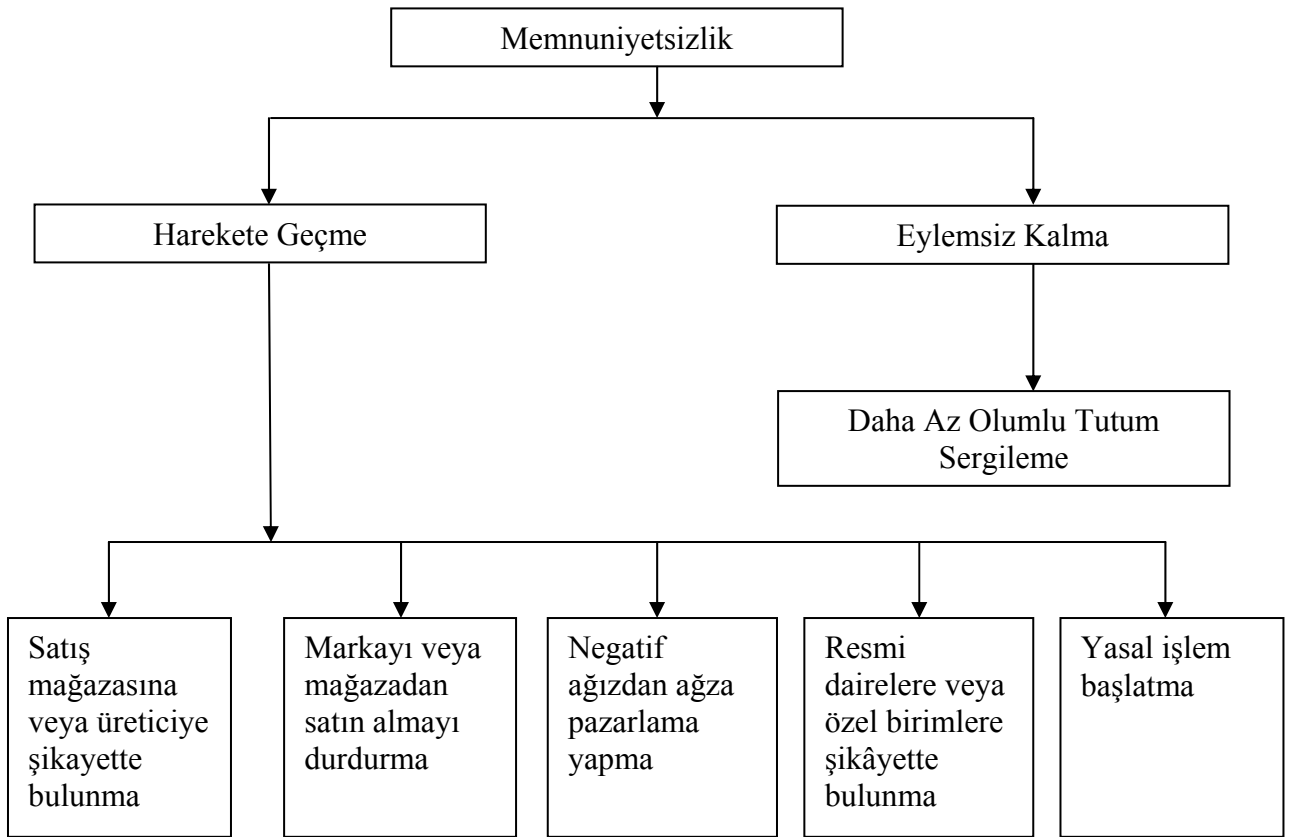 Memnuniyetsizlik
Harekete Geçme
Eylemsiz Kalma
Daha Az Olumlu Tutum
Sergileme
Satış
mağazasına
veya üreticiye
şikayette
bulunma
Markayı veya
mağazadan
satın almayı
durdurma
Negatif
ağızdan ağza
pazarlama
yapma
Resmi
dairelere veya
özel birimlere
şikâyette
bulunma
Yasal işlem
başlatma